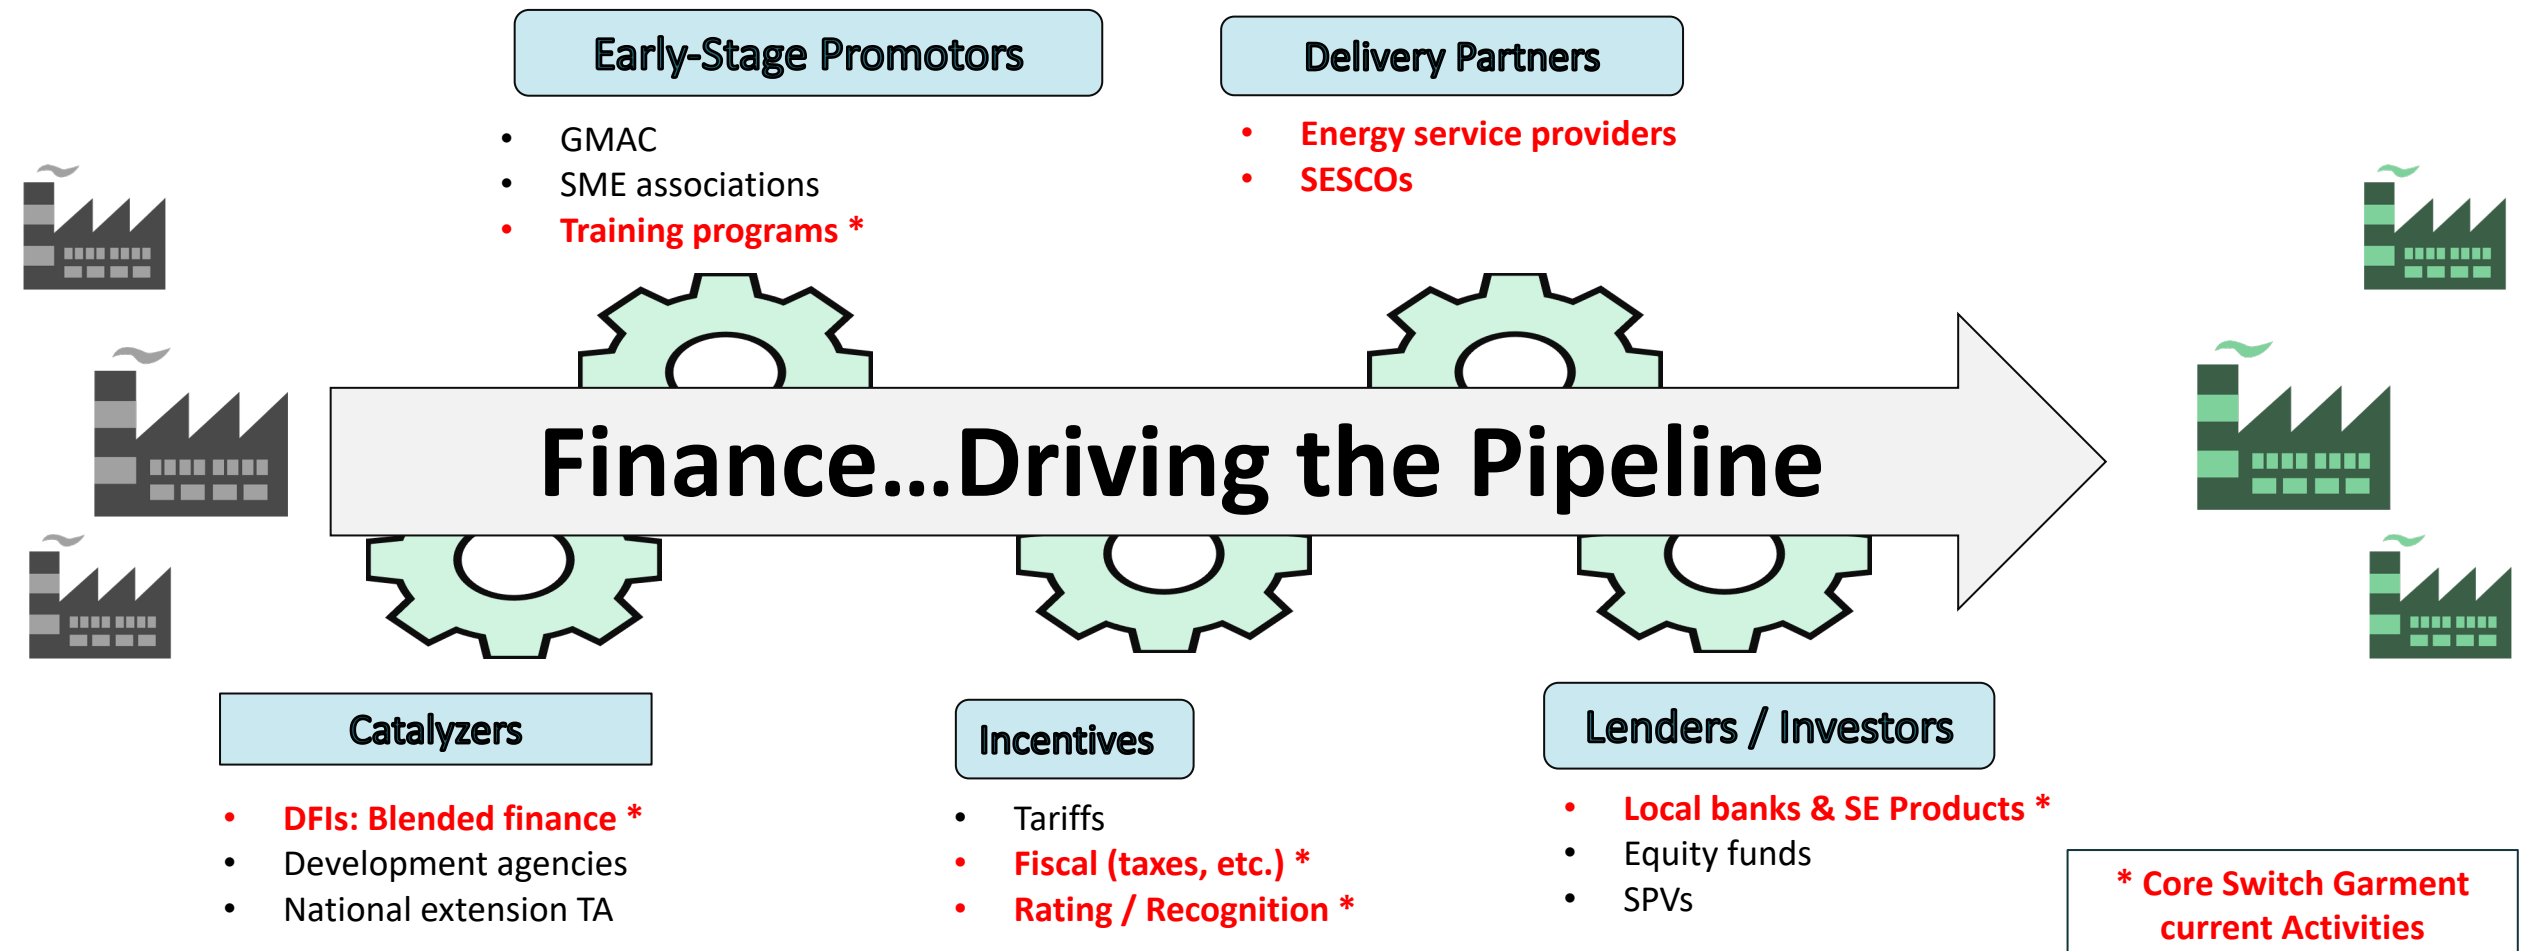 Early-Stage Promotors
• GMAC
• SME associations
• Training programs *
Delivery Partners
• Energy service providers
• SESCOs
Finance...Driving the Pipeline
Catalyzers
• DFIs: Blended finance *
• Development agencies
• National extension TA
Incentives
• Tariffs
• Fiscal (taxes, etc.) *
• Rating / Recognition *
Lenders / Investors
• Local banks & SE Products *
• Equity funds
• SPVs
* Core Switch Garment
current Activities